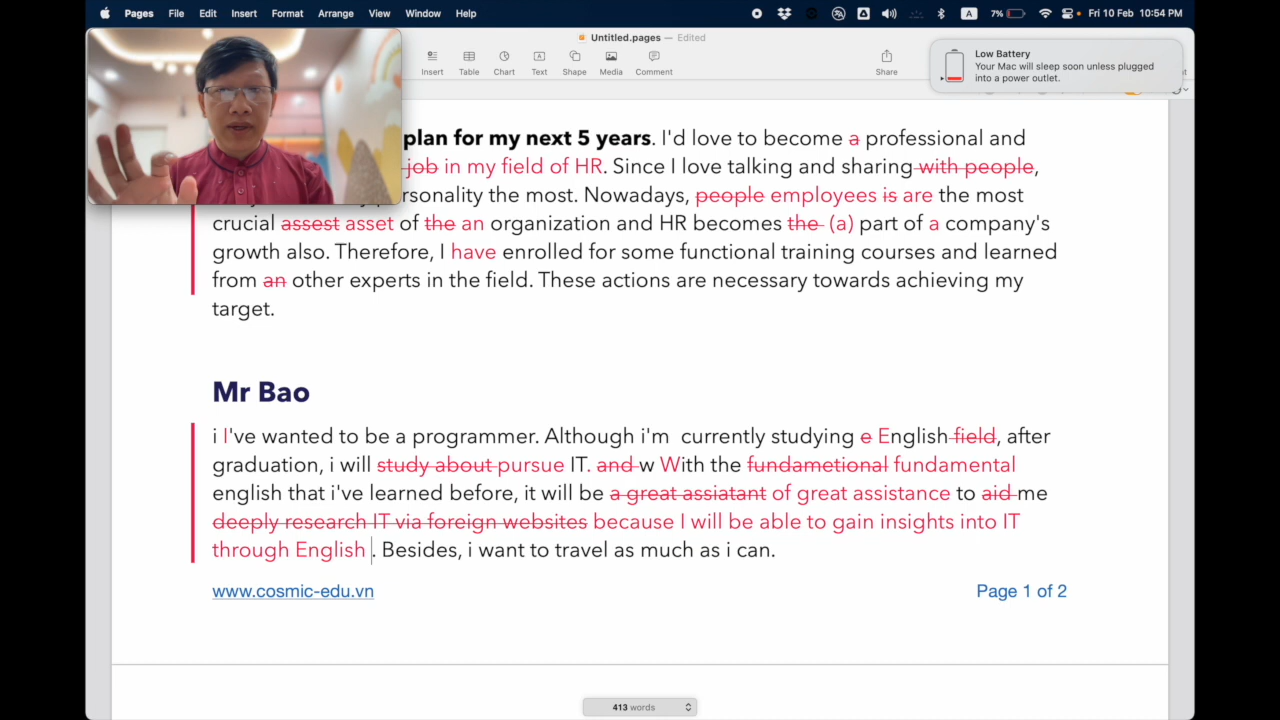 Pages File Edit Insert Format Arrange View Window Help A 7% Fri 10 Feb 10:54 PM
Untitled.pages — Edited
Insert Table Chart Text Shape Media Comment Share
Low Battery
Your Mac will sleep soon unless plugged
into a power outlet.
plan for my next 5 years. I'd love to become a professional and
job in my field of HR. Since I love talking and sharing with people,
the most. Nowadays, people employees is are the most
crucial assest asset of the an organization and HR becomes the (a) part of a company's
growth also. Therefore, I have enrolled for some functional training courses and learned
from an other experts in the field. These actions are necessary towards achieving my
target.
Mr Bao
i I've wanted to be a programmer. Although i'm currently studying e English field, after
graduation, i will study about pursue IT. and w With the fundametional fundamental
english that i've learned before, it will be a great assiatant of great assistance to aid me
deeply research IT via foreign websites because I will be able to gain insights into IT
through English . Besides, i want to travel as much as i can.
www.cosmic-edu.vn Page 1 of 2
413 words